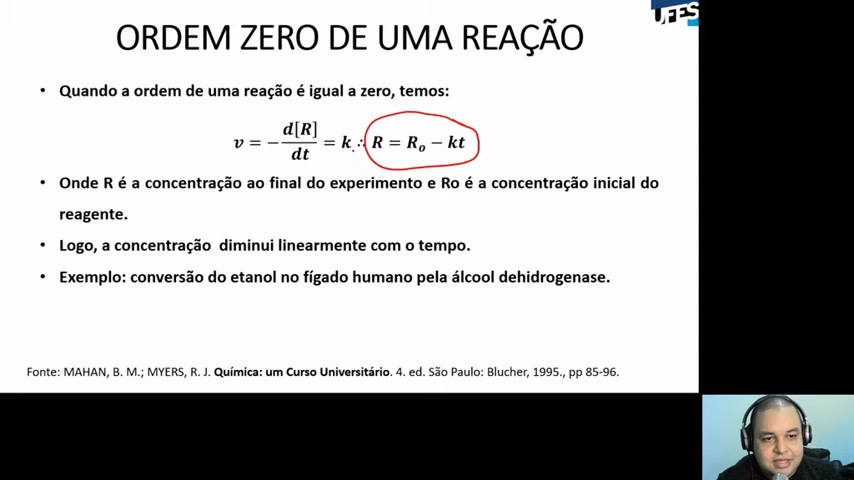 UFES
ORDEM ZERO DE UMA REAÇÃO
• Quando a ordem de uma reação é igual a zero, temos:
v = − d[R]/dt = k ∴ R = Rₒ − kt
• Onde R é a concentração ao final do experimento e Ro é a concentração inicial do
reagente.
• Logo, a concentração diminui linearmente com o tempo.
• Exemplo: conversão do etanol no fígado humano pela álcool dehidrogenase.
Fonte: MAHAN, B. M.; MYERS, R. J. Química: um Curso Universitário. 4. ed. São Paulo: Blucher, 1995., pp 85-96.